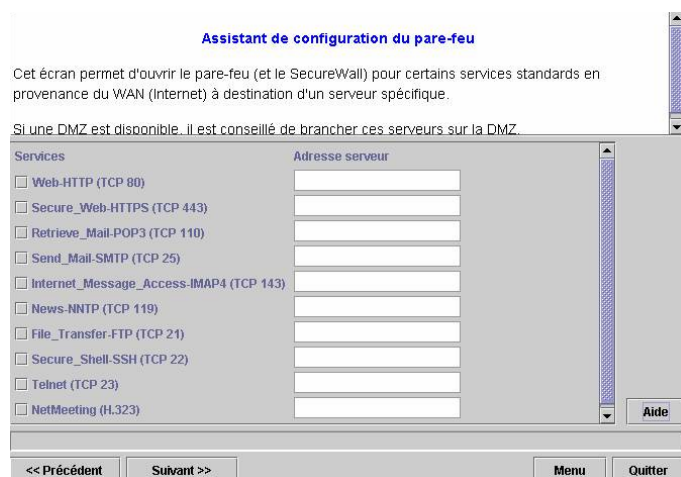 Assistant de configuration du pare-feu
Cet écran permet d'ouvrir le pare-feu (et le SecureWall) pour certains services standards en
provenance du WAN (Internet) à destination d'un serveur spécifique.
Si une DMZ est disponible, il est conseillé de brancher ces serveurs sur la DMZ.
Services Adresse serveur
Web-HTTP (TCP 80)
Secure_Web-HTTPS (TCP 443)
Retrieve_Mail-POP3 (TCP 110)
Send_Mail-SMTP (TCP 25)
Internet_Message_Access-IMAP4 (TCP 143)
News-NNTP (TCP 119)
File_Transfer-FTP (TCP 21)
Secure_Shell-SSH (TCP 22)
Telnet (TCP 23)
NetMeeting (H.323)
Aide
<< Précédent Suivant >> Menu Quitter